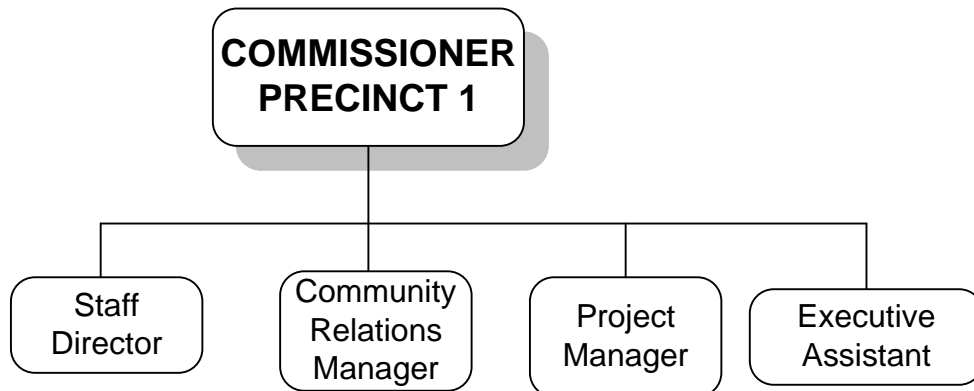 COMMISSIONER
PRECINCT 1
Staff
Director
Community
Relations
Manager
Project
Manager
Executive
Assistant